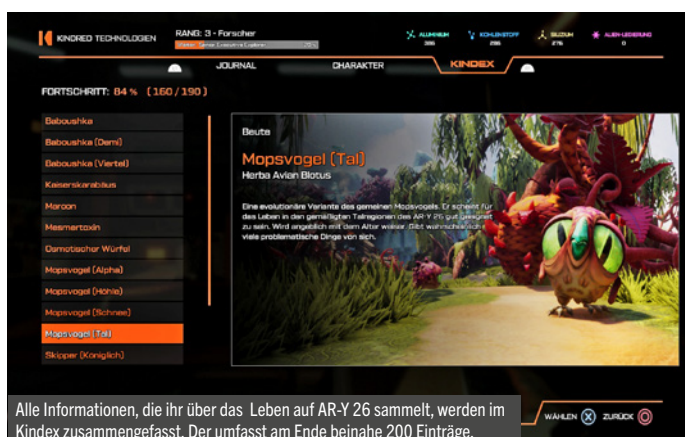 KINDRED TECHNOLOGIEN
RANG: 3 - Forscher
ALUMINIUM
386
KOHLENSTOFF
286
SILIZIUM
276
ALIEN-LEGIERUNG
0
JOURNAL
CHARAKTER
KINDEX
FORTSCHRITT: 84 % (160/190)
Baboushka
Baboushka (Demi)
Baboushka (Viertel)
Kaiserskarabäus
Maroon
Mesmertoxin
Osmotischer Würfel
Mopsvogel (Alpha)
Mopsvogel (Höhle)
Mopsvogel (Schnee)
Mopsvogel (Tal)
Skipper (Königlich)
Beute
Mopsvogel (Tal)
Herba Avian Blotus
Eine evolutionäre Variante des gemeinen Mopsvogels. Er scheint für
das Leben in den gemäßigten Talregionen des AR-Y 26 gut geeignet
zu sein. Wird angeblich mit dem Alter weiser. Gibt wahrscheinlich
viele problematische Dinge von sich.
WÄHLEN
ZURÜCK
Alle Informationen, die ihr über das Leben auf AR-Y 26 sammelt, werden im
Kindex zusammengefasst. Der umfasst am Ende beinahe 200 Einträge.